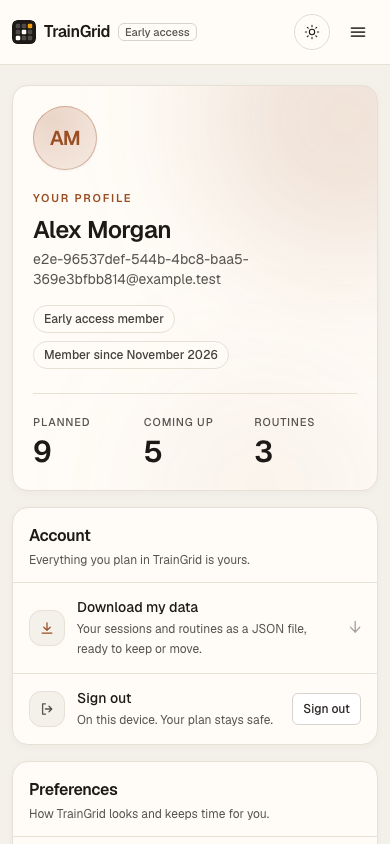 TrainGrid
Early access
AM
YOUR PROFILE
Alex Morgan
e2e-96537def-544b-4bc8-baa5-
369e3bfbb814@example.test
Early access member
Member since November 2026
PLANNED COMING UP ROUTINES
9 5 3
Account
Everything you plan in TrainGrid is yours.
Download my data
Your sessions and routines as a JSON file,
ready to keep or move.
Sign out
On this device. Your plan stays safe.
Sign out
Preferences
How TrainGrid looks and keeps time for you.